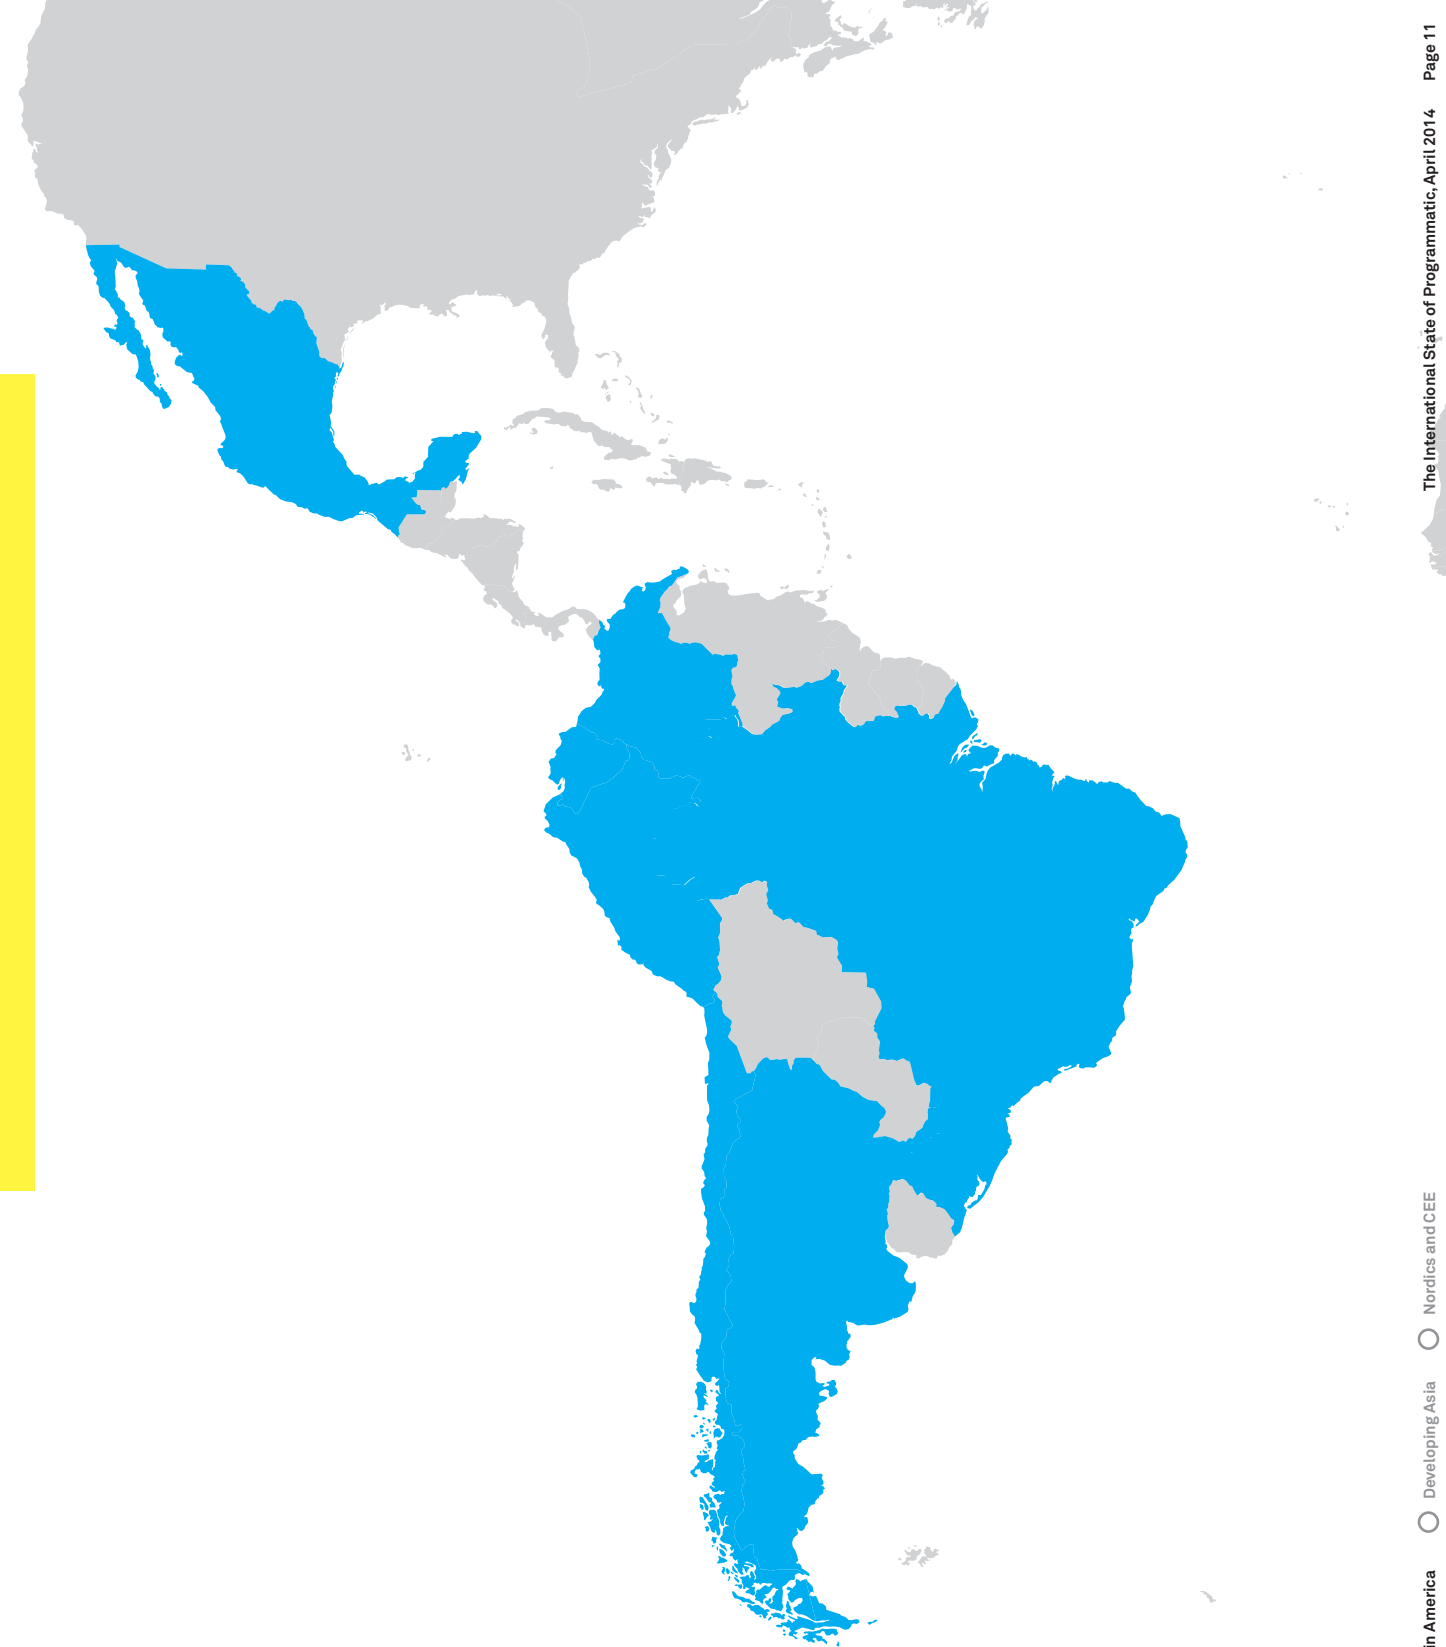 The International State of Programmatic, April 2014 Page 11
in America
Developing Asia
Nordics and CEE